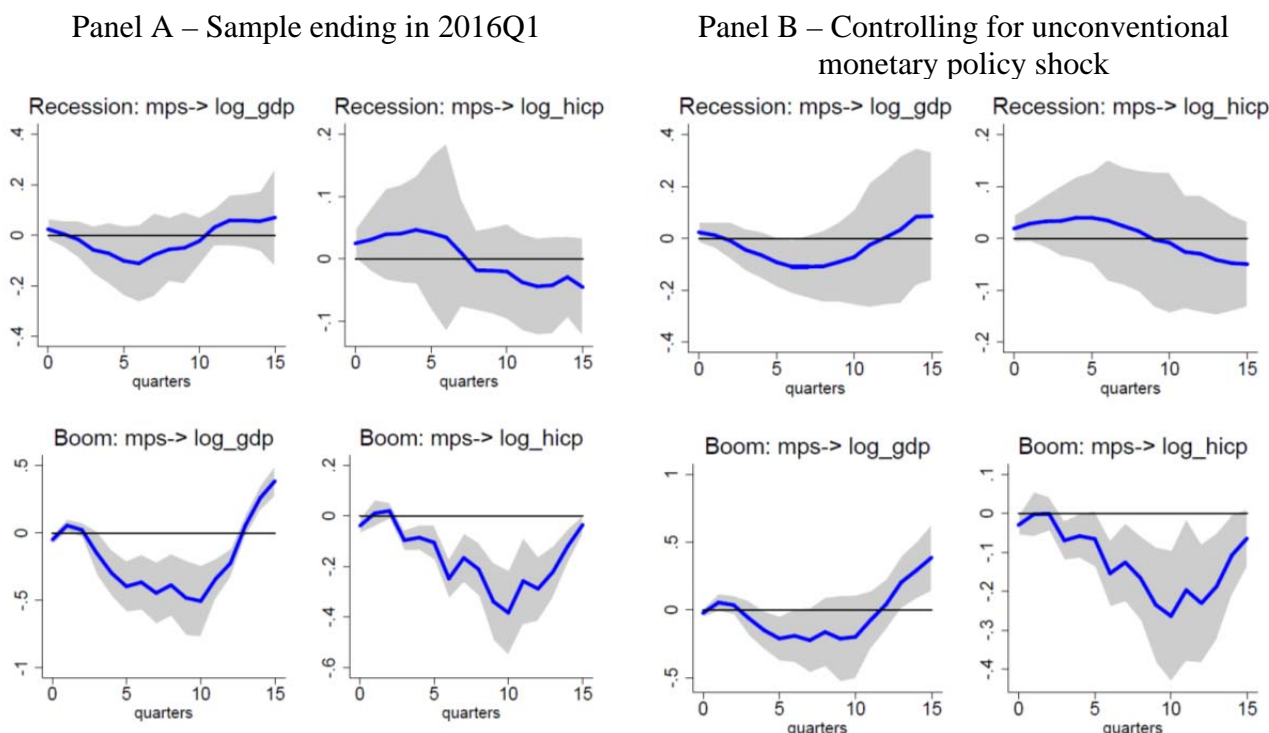 Panel A – Sample ending in 2016Q1
Panel B – Controlling for unconventional
monetary policy shock
Recession: mps-> log_gdp
.4
.2
0
-.2
-.4
0 5 10 15
quarters
Recession: mps-> log_hicp
.2
.1
0
-.1
0 5 10 15
quarters
Recession: mps-> log_gdp
.4
.2
0
-.2
-.4
0 5 10 15
quarters
Recession: mps-> log_hicp
.2
.1
0
-.1
-.2
0 5 10 15
quarters
Boom: mps-> log_gdp
.5
0
-.5
-1
0 5 10 15
quarters
Boom: mps-> log_hicp
.2
0
-.2
-.4
-.6
0 5 10 15
quarters
Boom: mps-> log_gdp
1
.5
0
-.5
0 5 10 15
quarters
Boom: mps-> log_hicp
.1
0
-.1
-.2
-.3
-.4
0 5 10 15
quarters